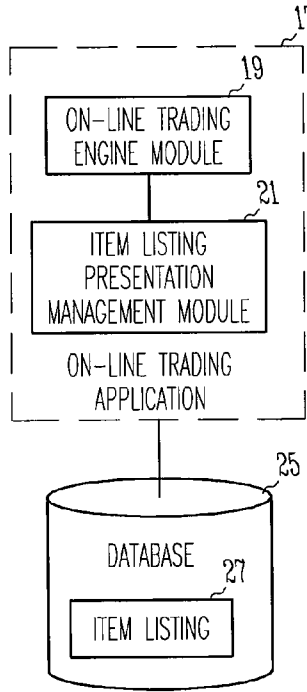 17
19
ON-LINE TRADING
ENGINE MODULE
21
ITEM LISTING
PRESENTATION
MANAGEMENT MODULE
ON-LINE TRADING
APPLICATION
25
DATABASE
27
ITEM LISTING